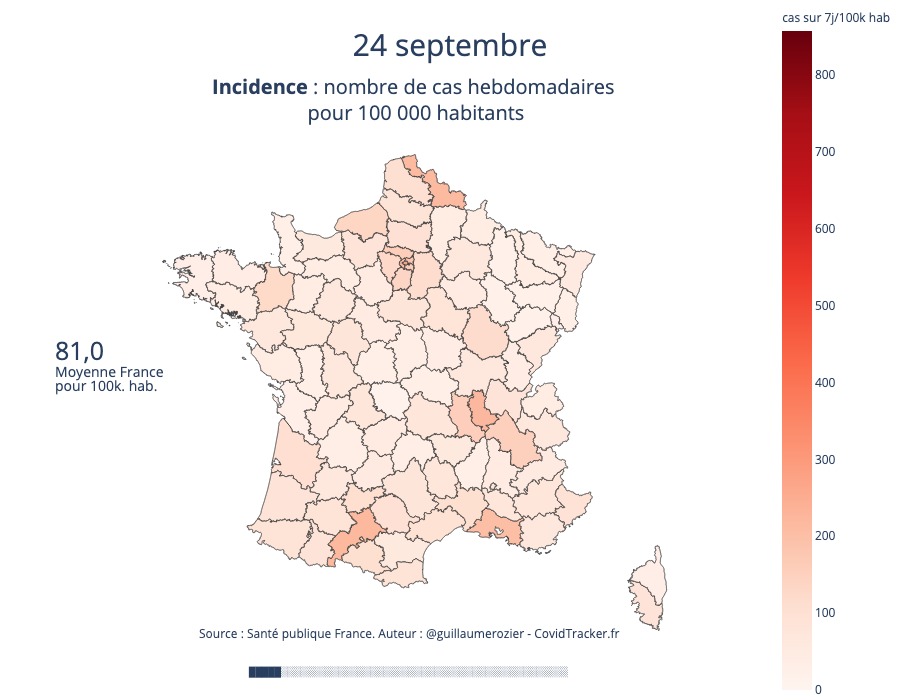 cas sur 7j/100k hab
24 septembre
Incidence : nombre de cas hebdomadaires
pour 100 000 habitants
800
700
600
500
400
300
200
100
0
81,0
Moyenne France
pour 100k. hab.
Source : Santé publique France. Auteur : @guillaumerozier - CovidTracker.fr